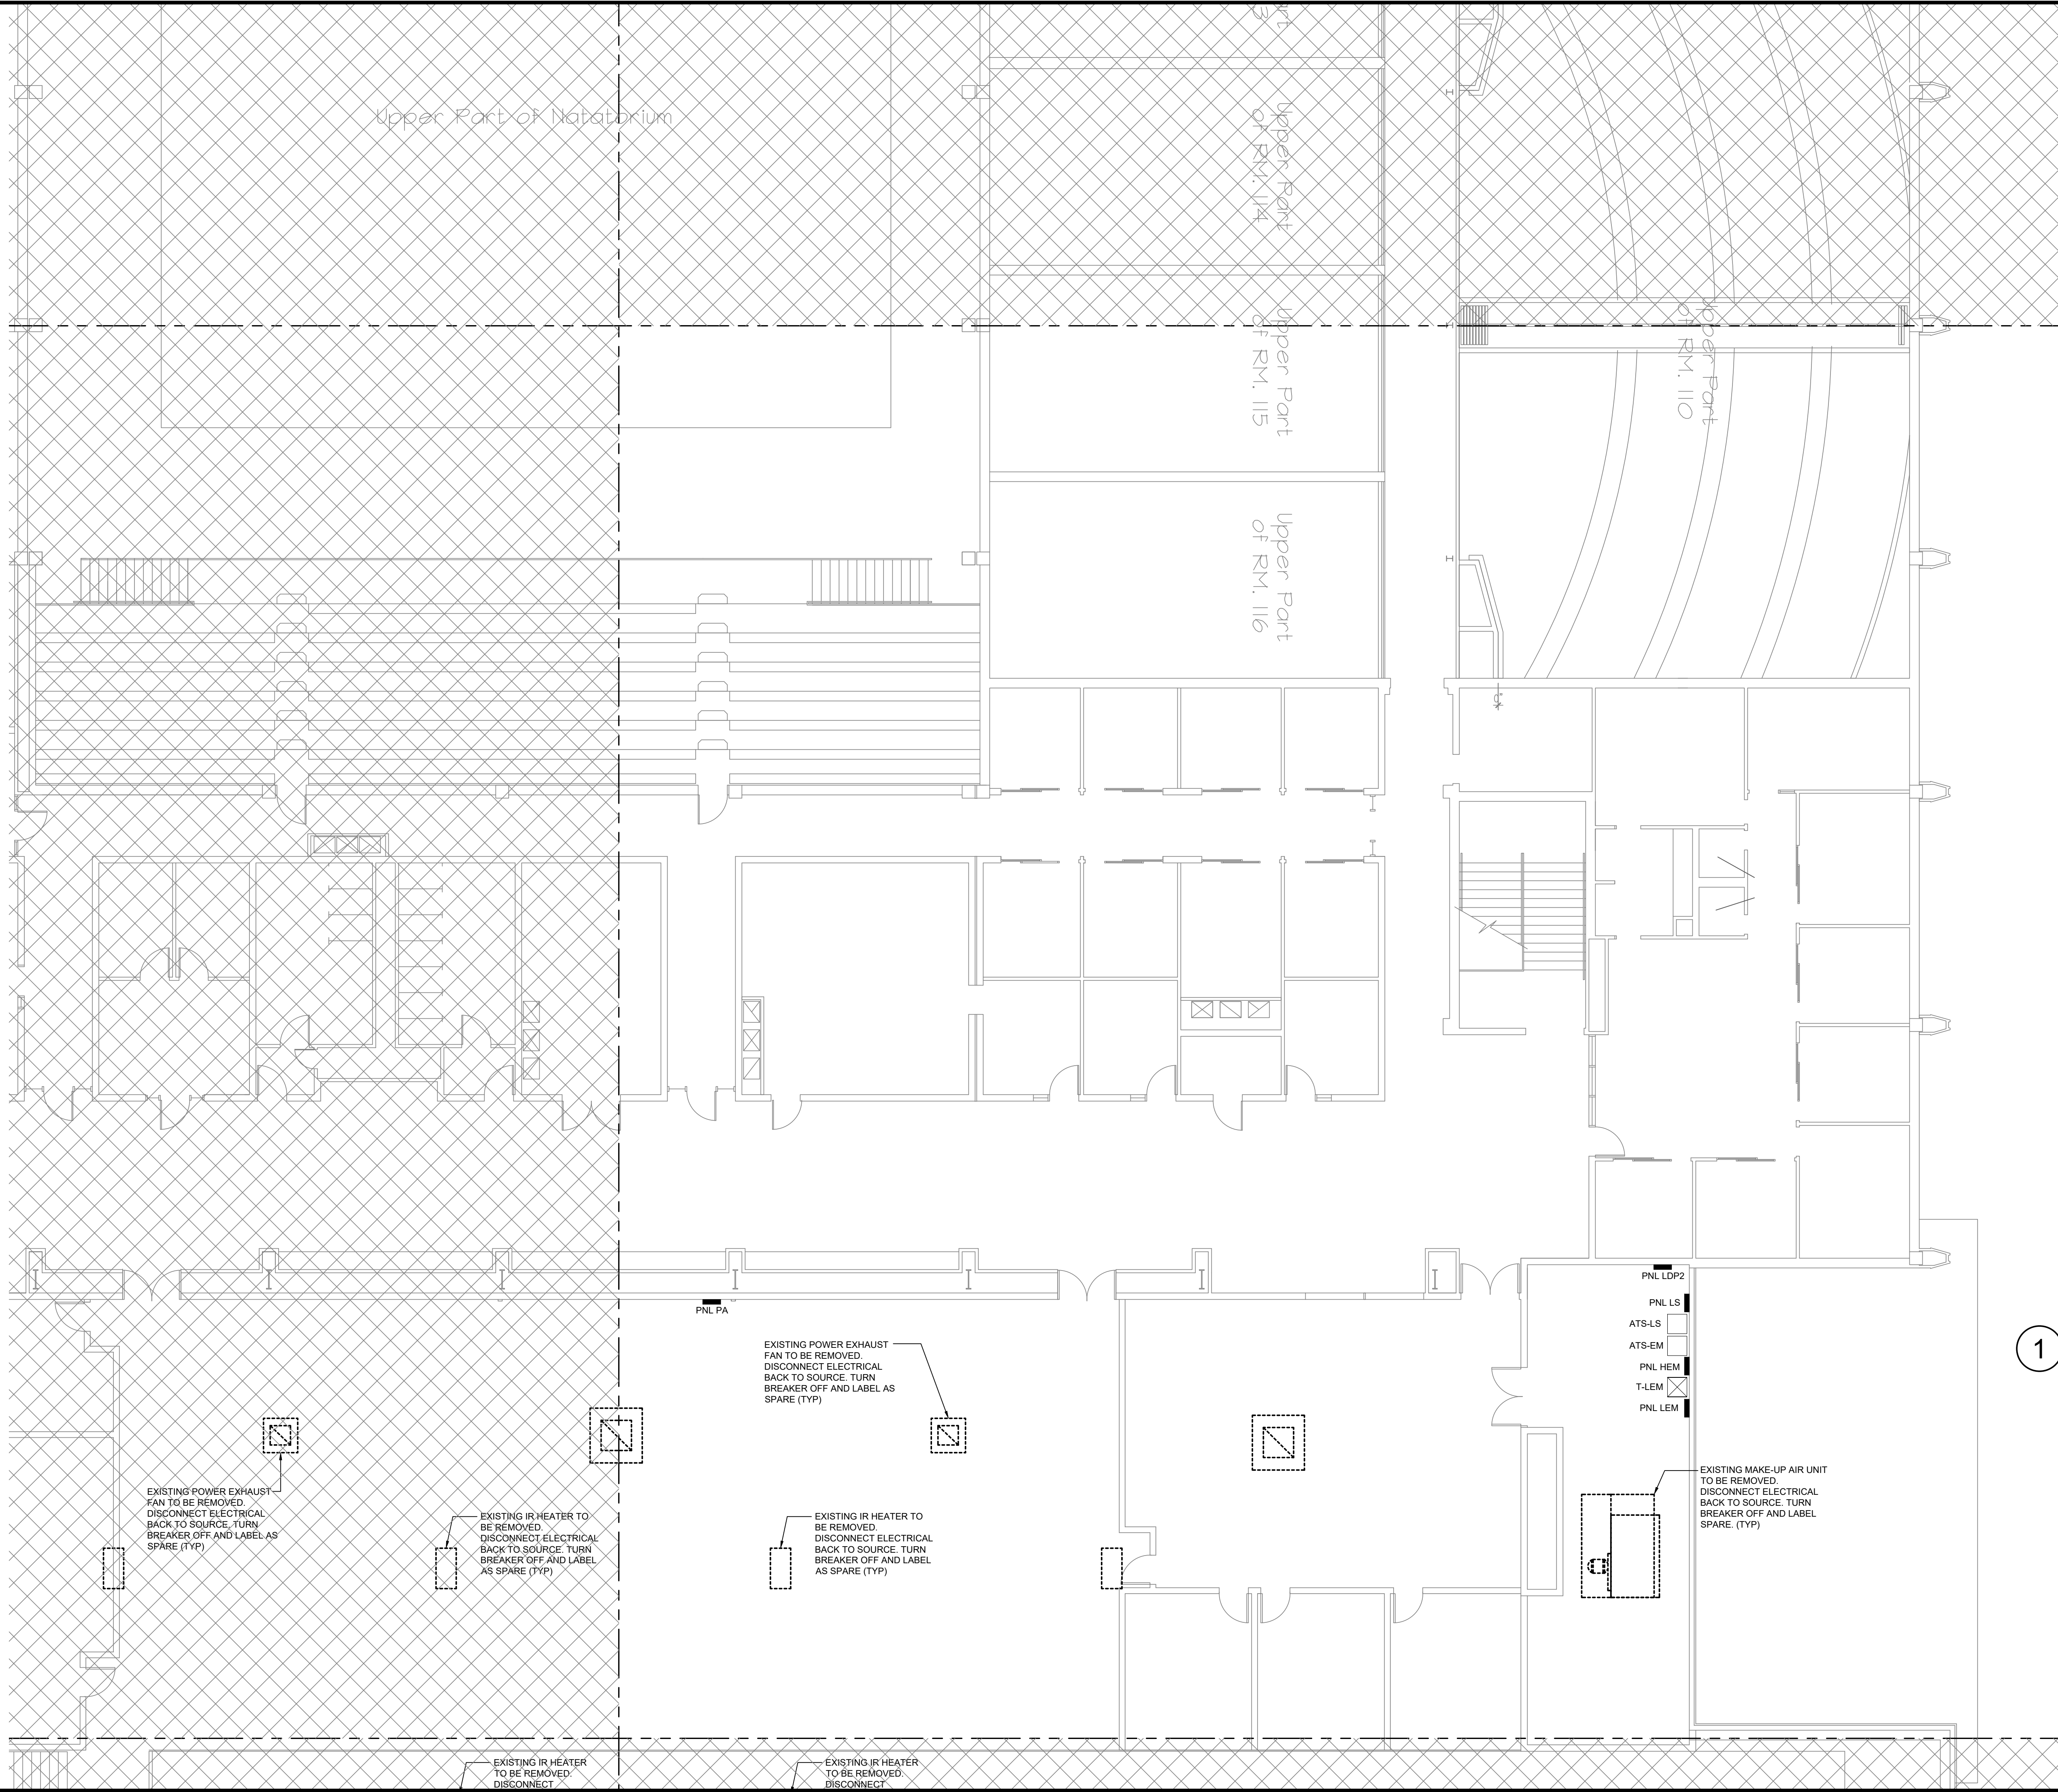 Upper Part of Natatorium
art
3
Upper Part
of RM. 114
Upper Part
of RM. 115
Upper Part
of RM. 116
Upper Part
of RM. 110
PNL PA
PNL LDP2
PNL LS
ATS-LS
ATS-EM
PNL HEM
T-LEM
PNL LEM
1
EXISTING POWER EXHAUST
FAN TO BE REMOVED.
DISCONNECT ELECTRICAL
BACK TO SOURCE. TURN
BREAKER OFF AND LABEL AS
SPARE (TYP)
EXISTING POWER EXHAUST
FAN TO BE REMOVED.
DISCONNECT ELECTRICAL
BACK TO SOURCE. TURN
BREAKER OFF AND LABEL AS
SPARE (TYP)
EXISTING IR HEATER TO
BE REMOVED.
DISCONNECT ELECTRICAL
BACK TO SOURCE. TURN
BREAKER OFF AND LABEL
AS SPARE (TYP)
EXISTING IR HEATER TO
BE REMOVED.
DISCONNECT ELECTRICAL
BACK TO SOURCE. TURN
BREAKER OFF AND LABEL
AS SPARE (TYP)
EXISTING MAKE-UP AIR UNIT
TO BE REMOVED.
DISCONNECT ELECTRICAL
BACK TO SOURCE. TURN
BREAKER OFF AND LABEL
SPARE. (TYP)
EXISTING IR HEATER
TO BE REMOVED.
DISCONNECT
EXISTING IR HEATER
TO BE REMOVED.
DISCONNECT